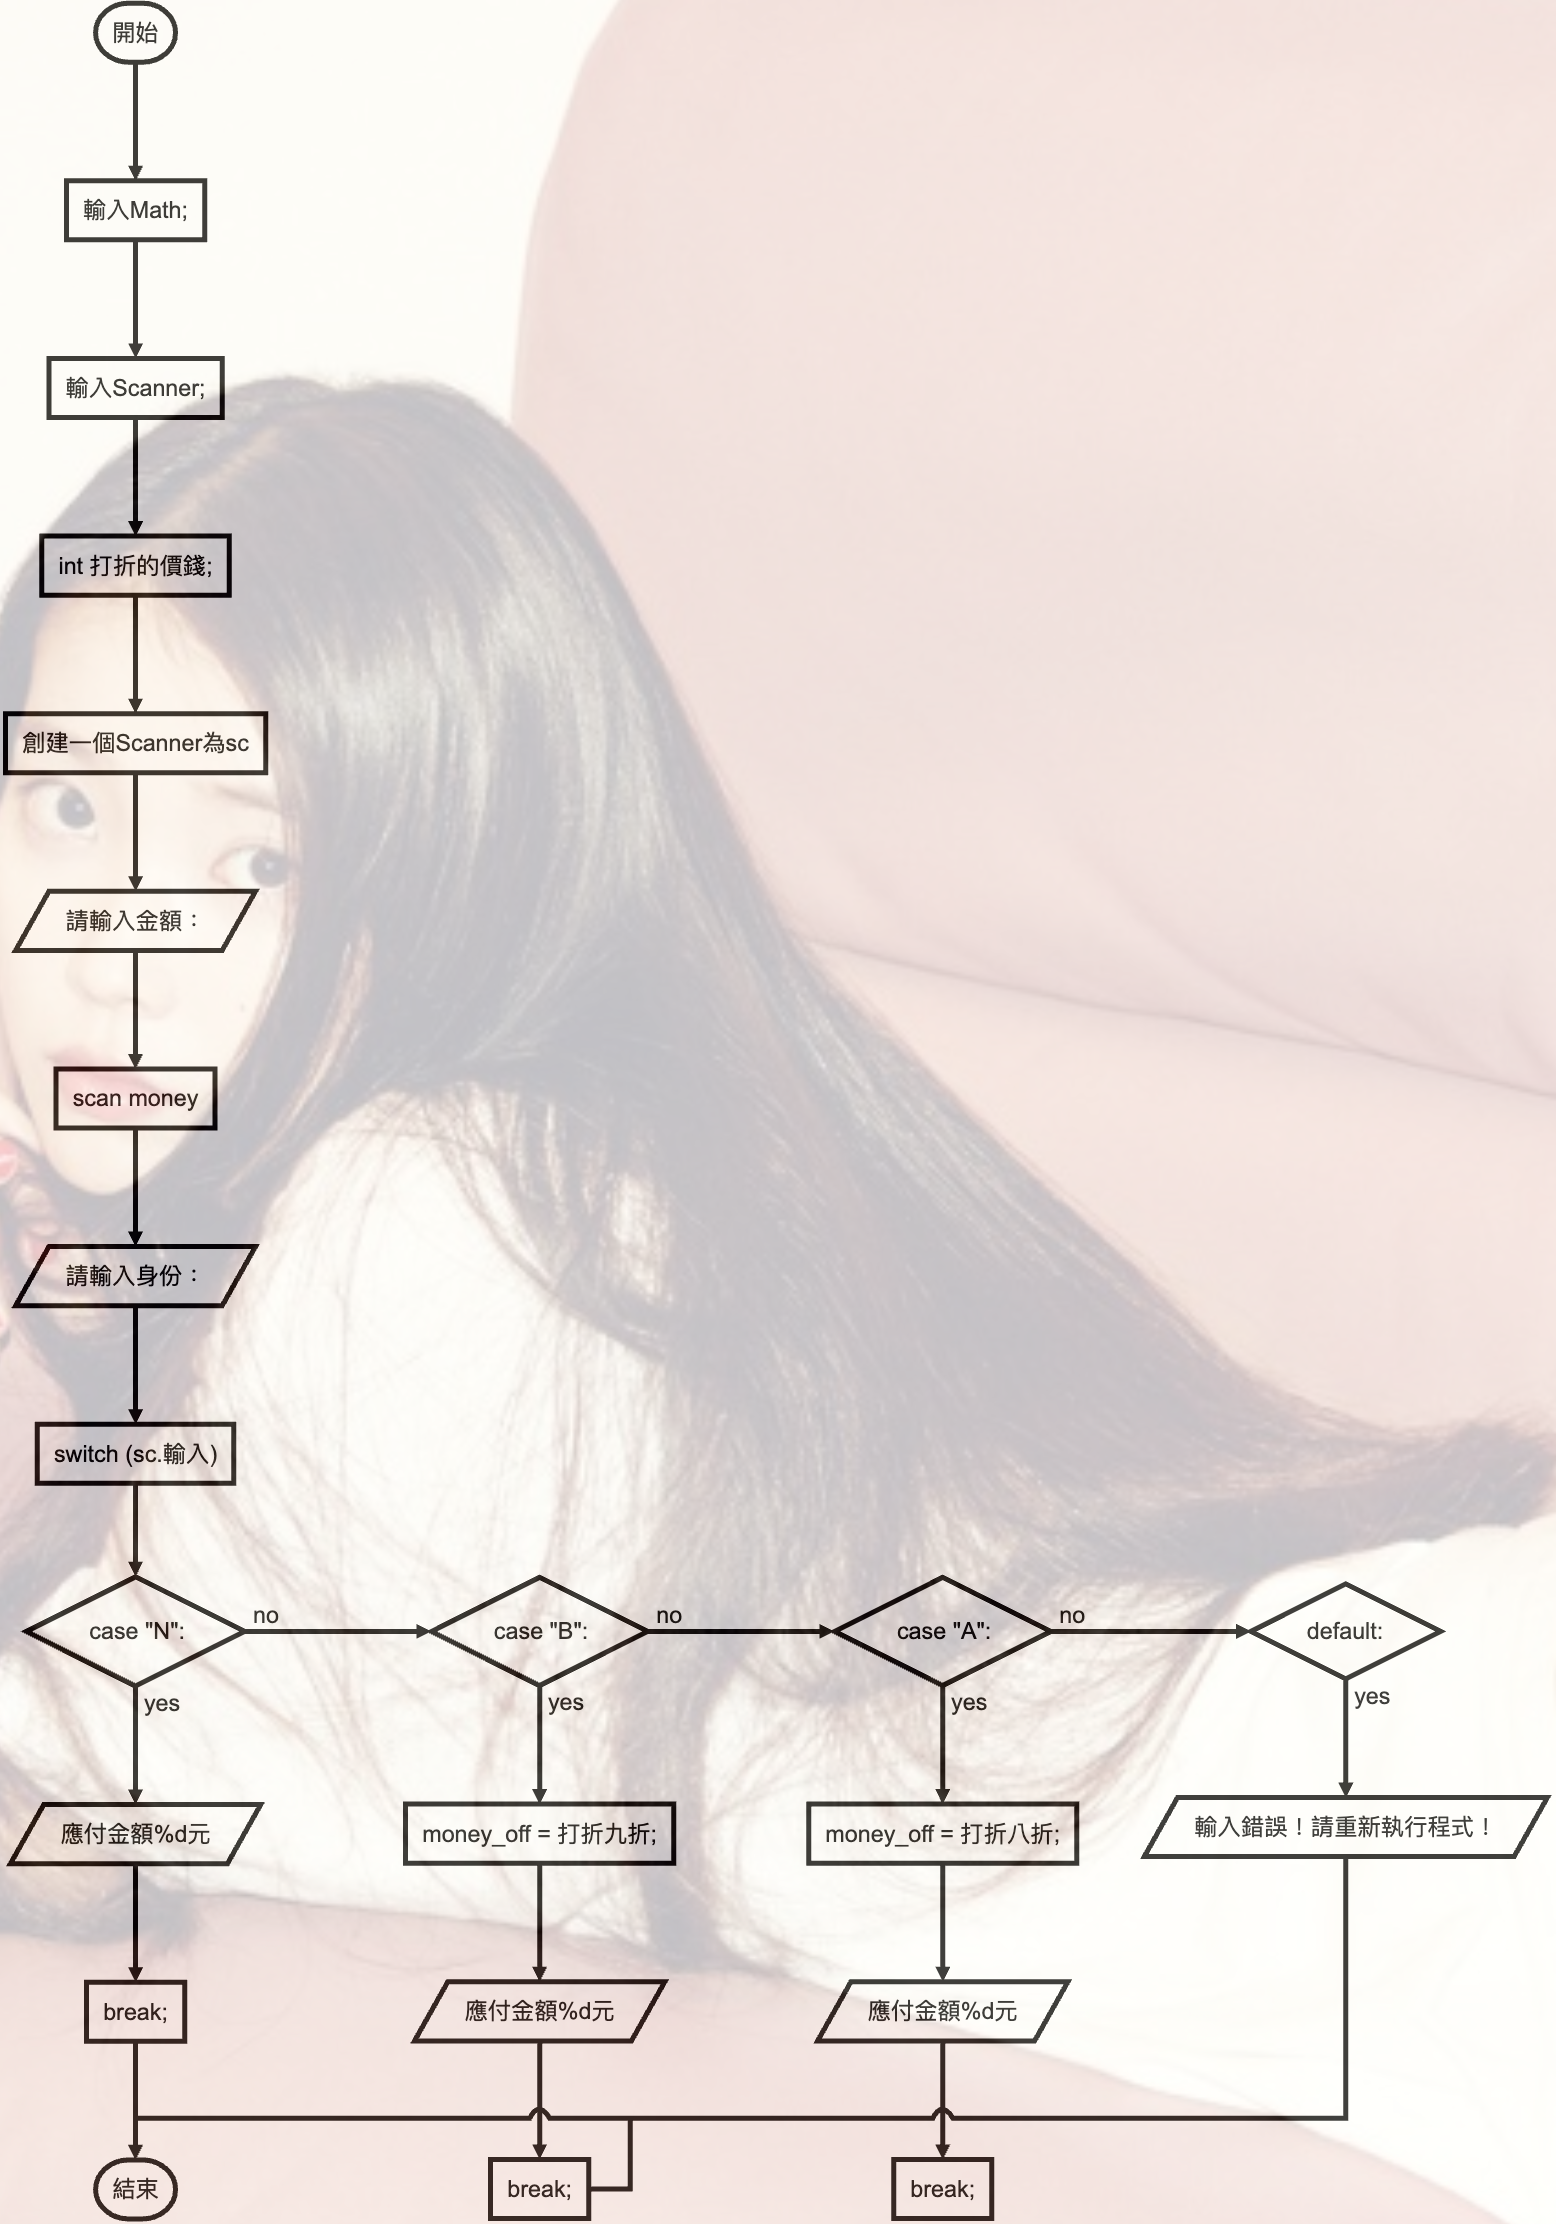 開始
輸入Math;
輸入Scanner;
int 打折的價錢;
創建一個Scanner為sc
請輸入金額：
scan money
請輸入身份：
switch (sc.輸入)
case "N":
no
case "B":
no
case "A":
no
default:
yes
yes
yes
yes
應付金額%d元
money_off = 打折九折;
money_off = 打折八折;
輸入錯誤！請重新執行程式！
break;
應付金額%d元
應付金額%d元
結束
break;
break;